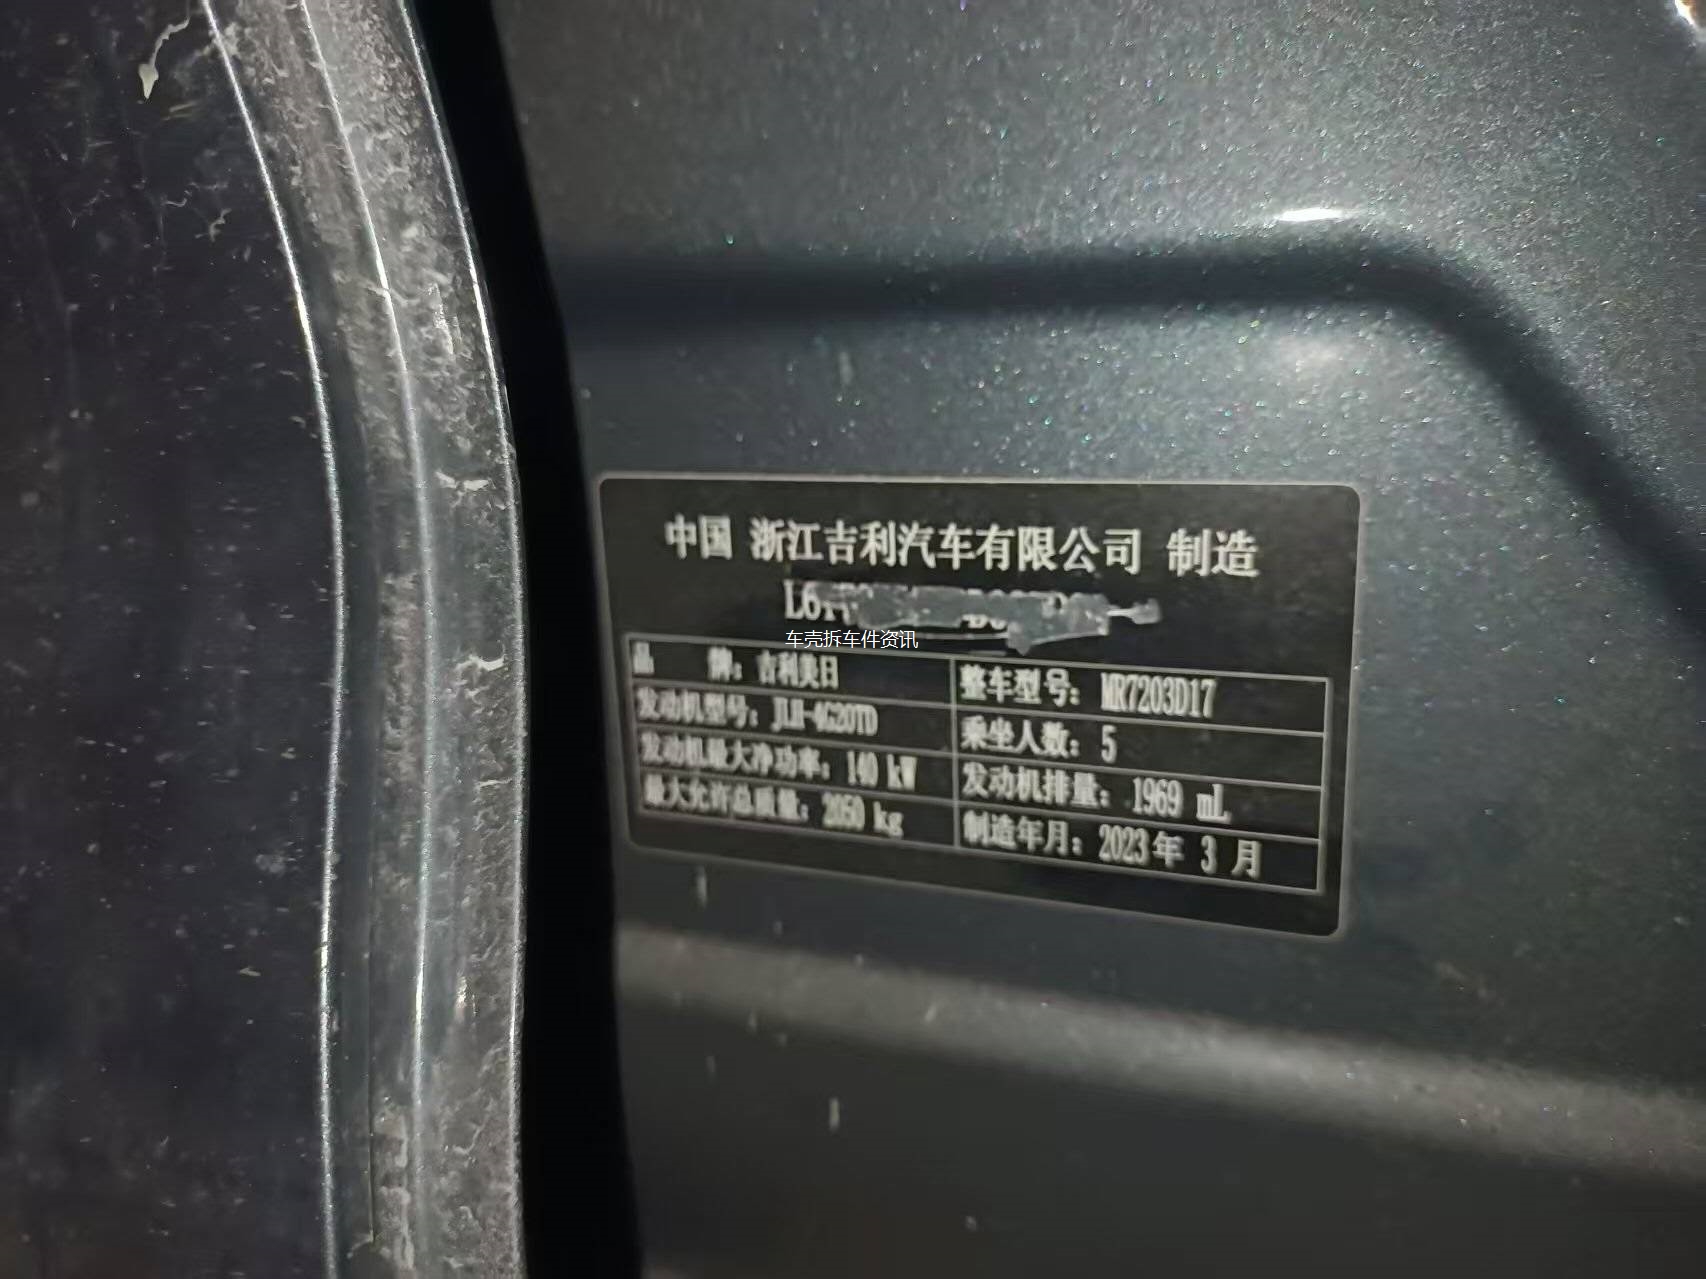 中国 浙江吉利汽车有限公司 制造
车壳拆车件资讯
品 牌：吉利美日 整车型号：MR7203D17
发动机型号：JLH-4G20TD 乘坐人数：5
发动机最大净功率：140 kW 发动机排量：1969 mL
最大允许总质量：2050 kg 制造年月：2023年 3 月